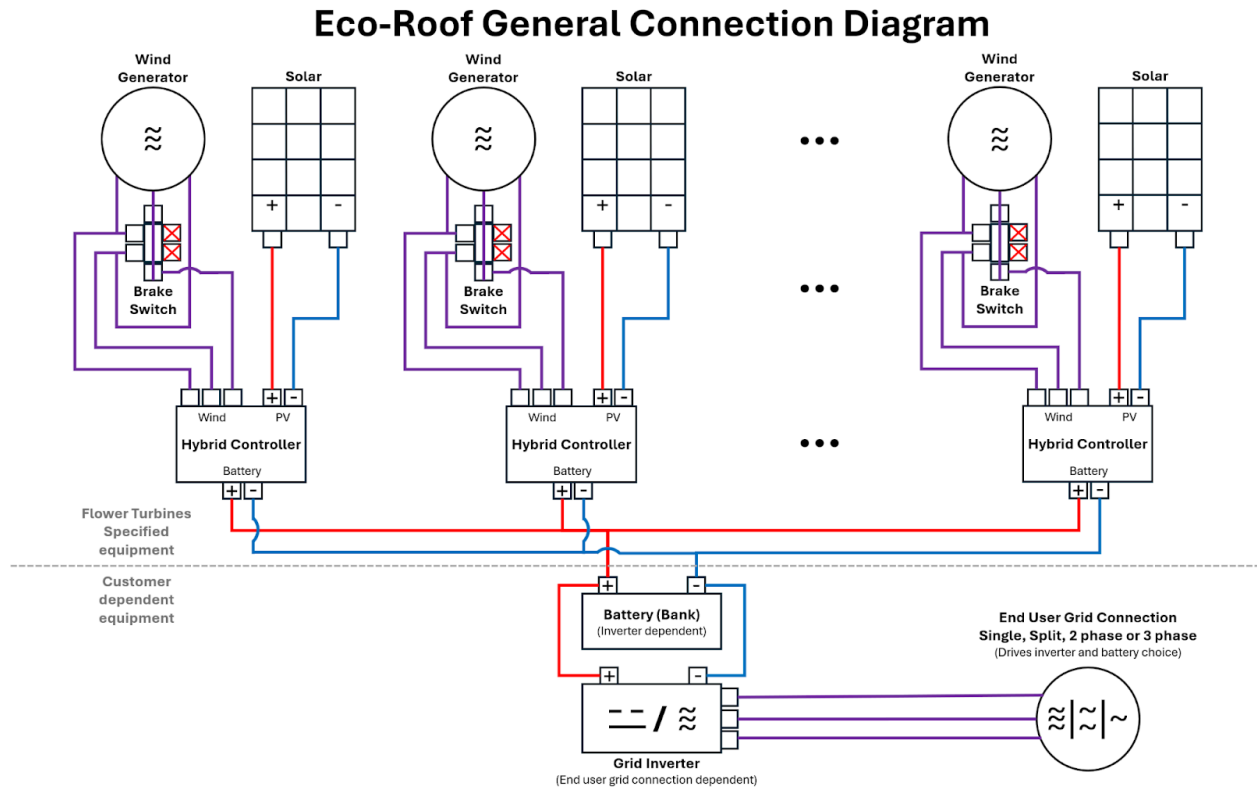 Eco-Roof General Connection Diagram
Wind
Generator
Solar
Wind
Generator
Solar
Wind
Generator
Solar
≋
≋
•••
≋
+ -
+ -
+ -
Brake
Switch
Brake
Switch
•••
Brake
Switch
+ -
+ -
+ -
Wind PV
Wind PV
Wind PV
Hybrid Controller
Hybrid Controller
•••
Hybrid Controller
Battery
Battery
Battery
+ -
+ -
+ -
Flower Turbines
Specified
equipment
Customer
dependent
equipment
+ -
Battery (Bank)
(Inverter dependent)
End User Grid Connection
Single, Split, 2 phase or 3 phase
(Drives inverter and battery choice)
+ -
/ ≋
≋|≈|~
Grid Inverter
(End user grid connection dependent)